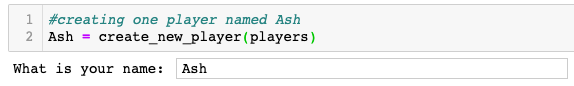 1 #creating one player named Ash
2 Ash = create_new_player(players)
What is your name: Ash